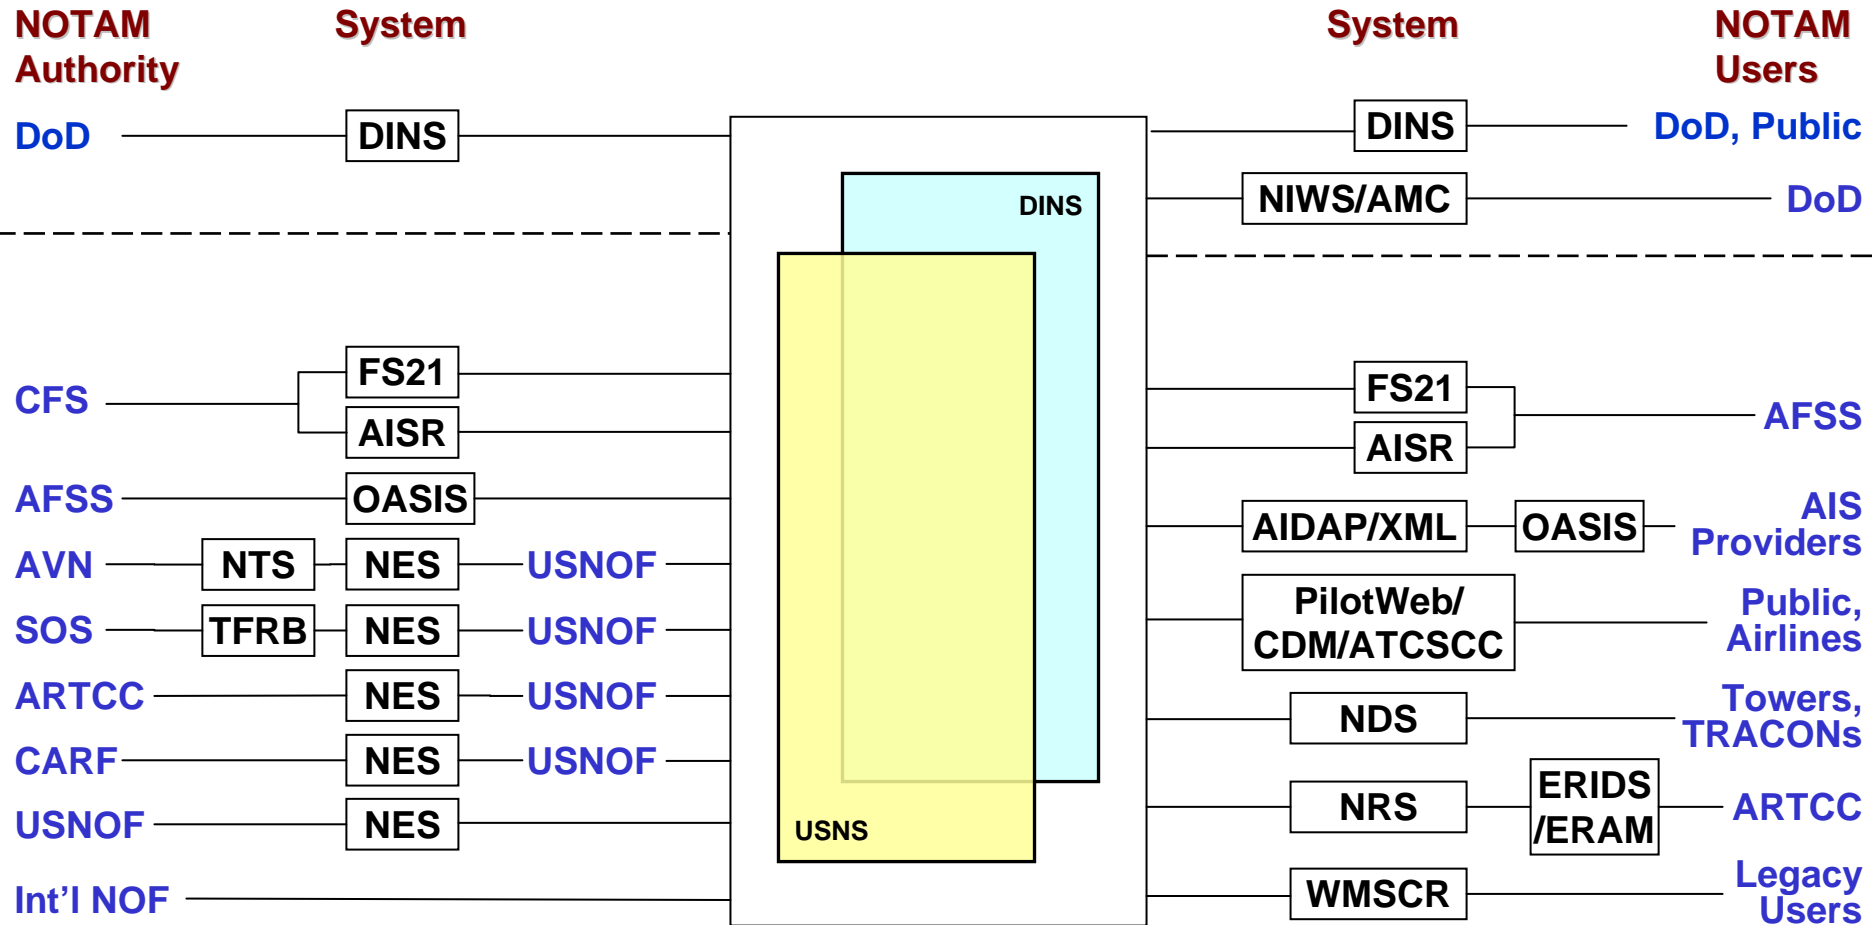 NOTAM
Authority
System
System
NOTAM
Users
DoD
DINS
DINS
DoD, Public
NIWS/AMC
DoD
DINS
CFS
FS21
AISR
FS21
AISR
AFSS
AFSS
OASIS
AIDAP/XML
OASIS
AIS
Providers
AVN
NTS
NES
USNOF
SOS
TFRB
NES
USNOF
PilotWeb/
CDM/ATCSCC
Public,
Airlines
ARTCC
NES
USNOF
NDS
Towers,
TRACONs
CARF
NES
USNOF
NRS
ERIDS
/ERAM
ARTCC
USNOF
NES
USNS
Int'l NOF
WMSCR
Legacy
Users